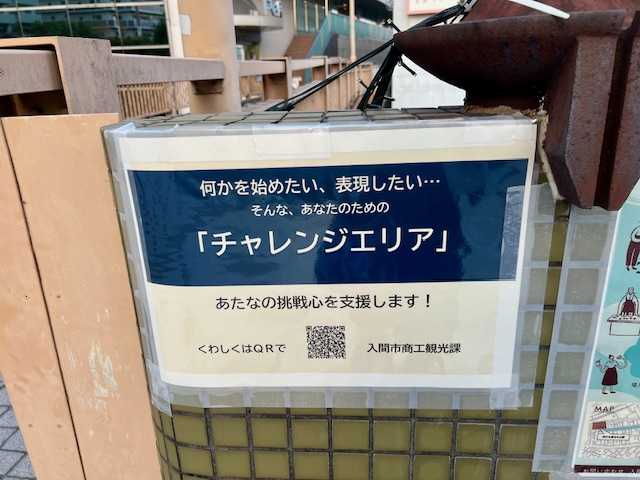 何かを始めたい、表現したい…
そんな、あなたのための
「チャレンジエリア」
あたなの挑戦心を支援します！
くわしくはQRで
入間市商工観光課
MAP